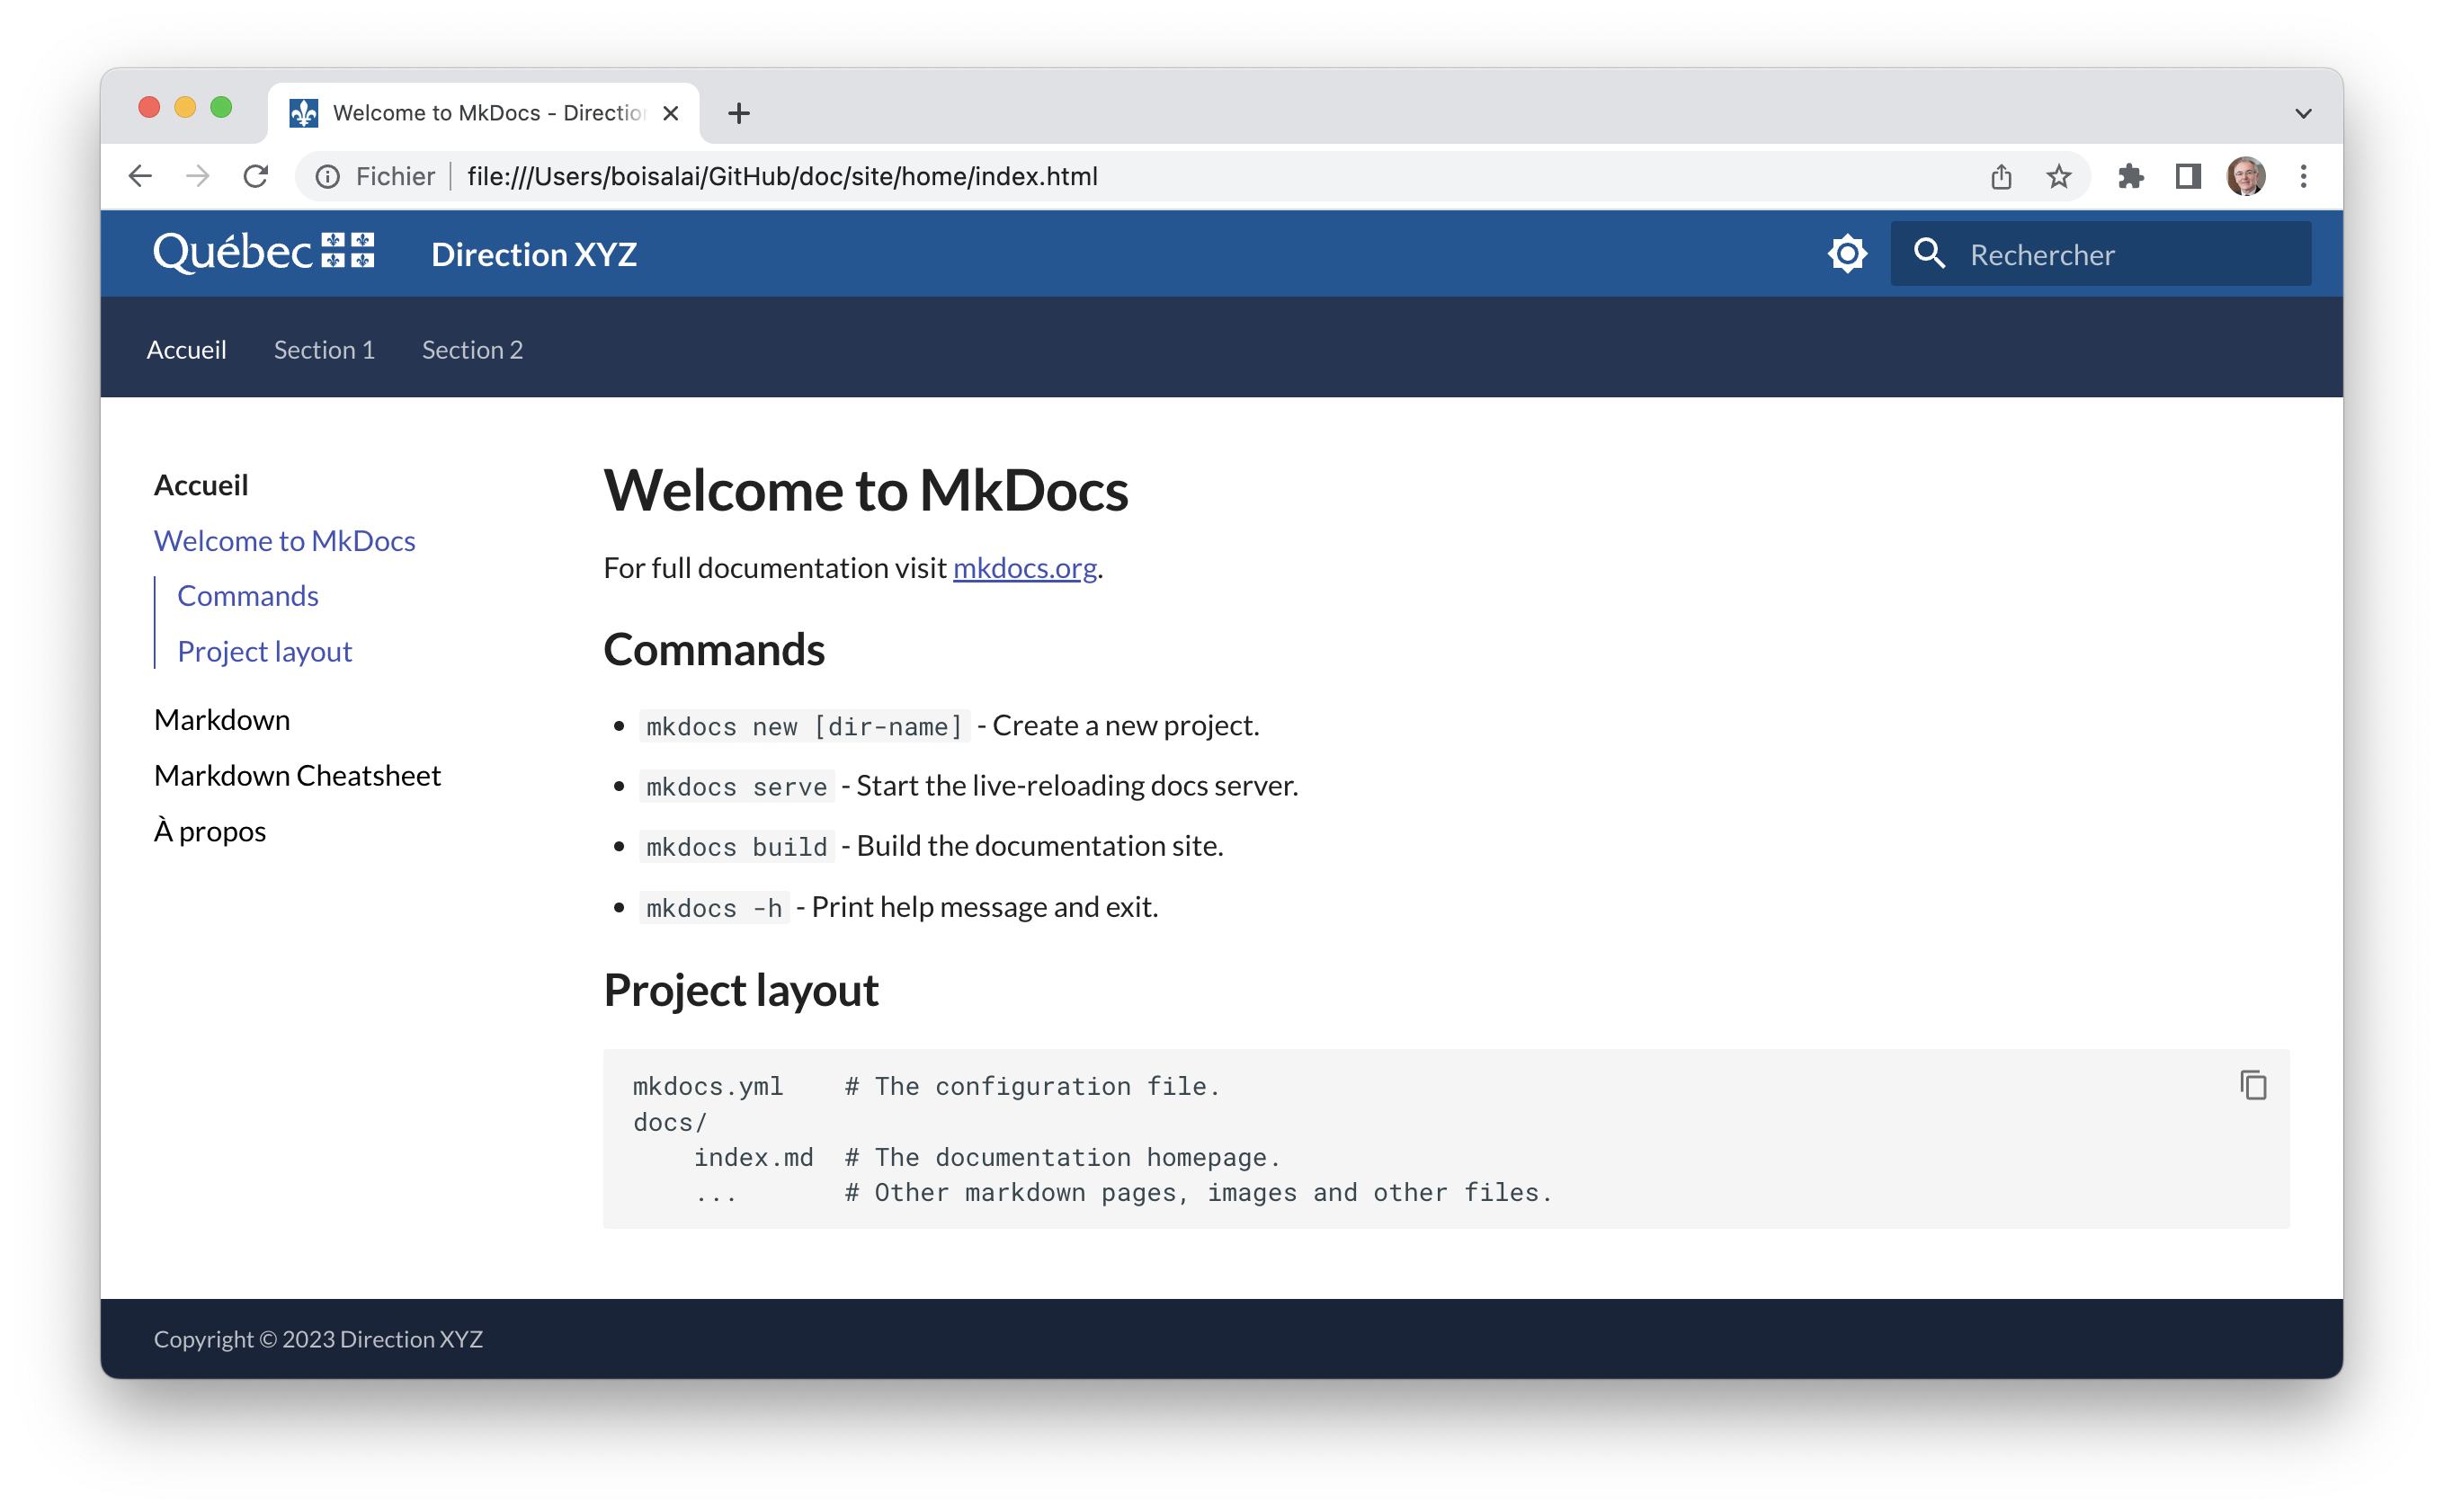 Welcome to MkDocs - Direction
Fichier file:///Users/boisalai/GitHub/doc/site/home/index.html
Québec Direction XYZ Rechercher
Accueil Section 1 Section 2
Accueil
Welcome to MkDocs
Commands
Project layout
Markdown
Markdown Cheatsheet
À propos
Welcome to MkDocs
For full documentation visit mkdocs.org.
Commands
• mkdocs new [dir-name] - Create a new project.
• mkdocs serve - Start the live-reloading docs server.
• mkdocs build - Build the documentation site.
• mkdocs -h - Print help message and exit.
Project layout
mkdocs.yml    # The configuration file.
docs/
    index.md  # The documentation homepage.
    ...       # Other markdown pages, images and other files.
Copyright © 2023 Direction XYZ